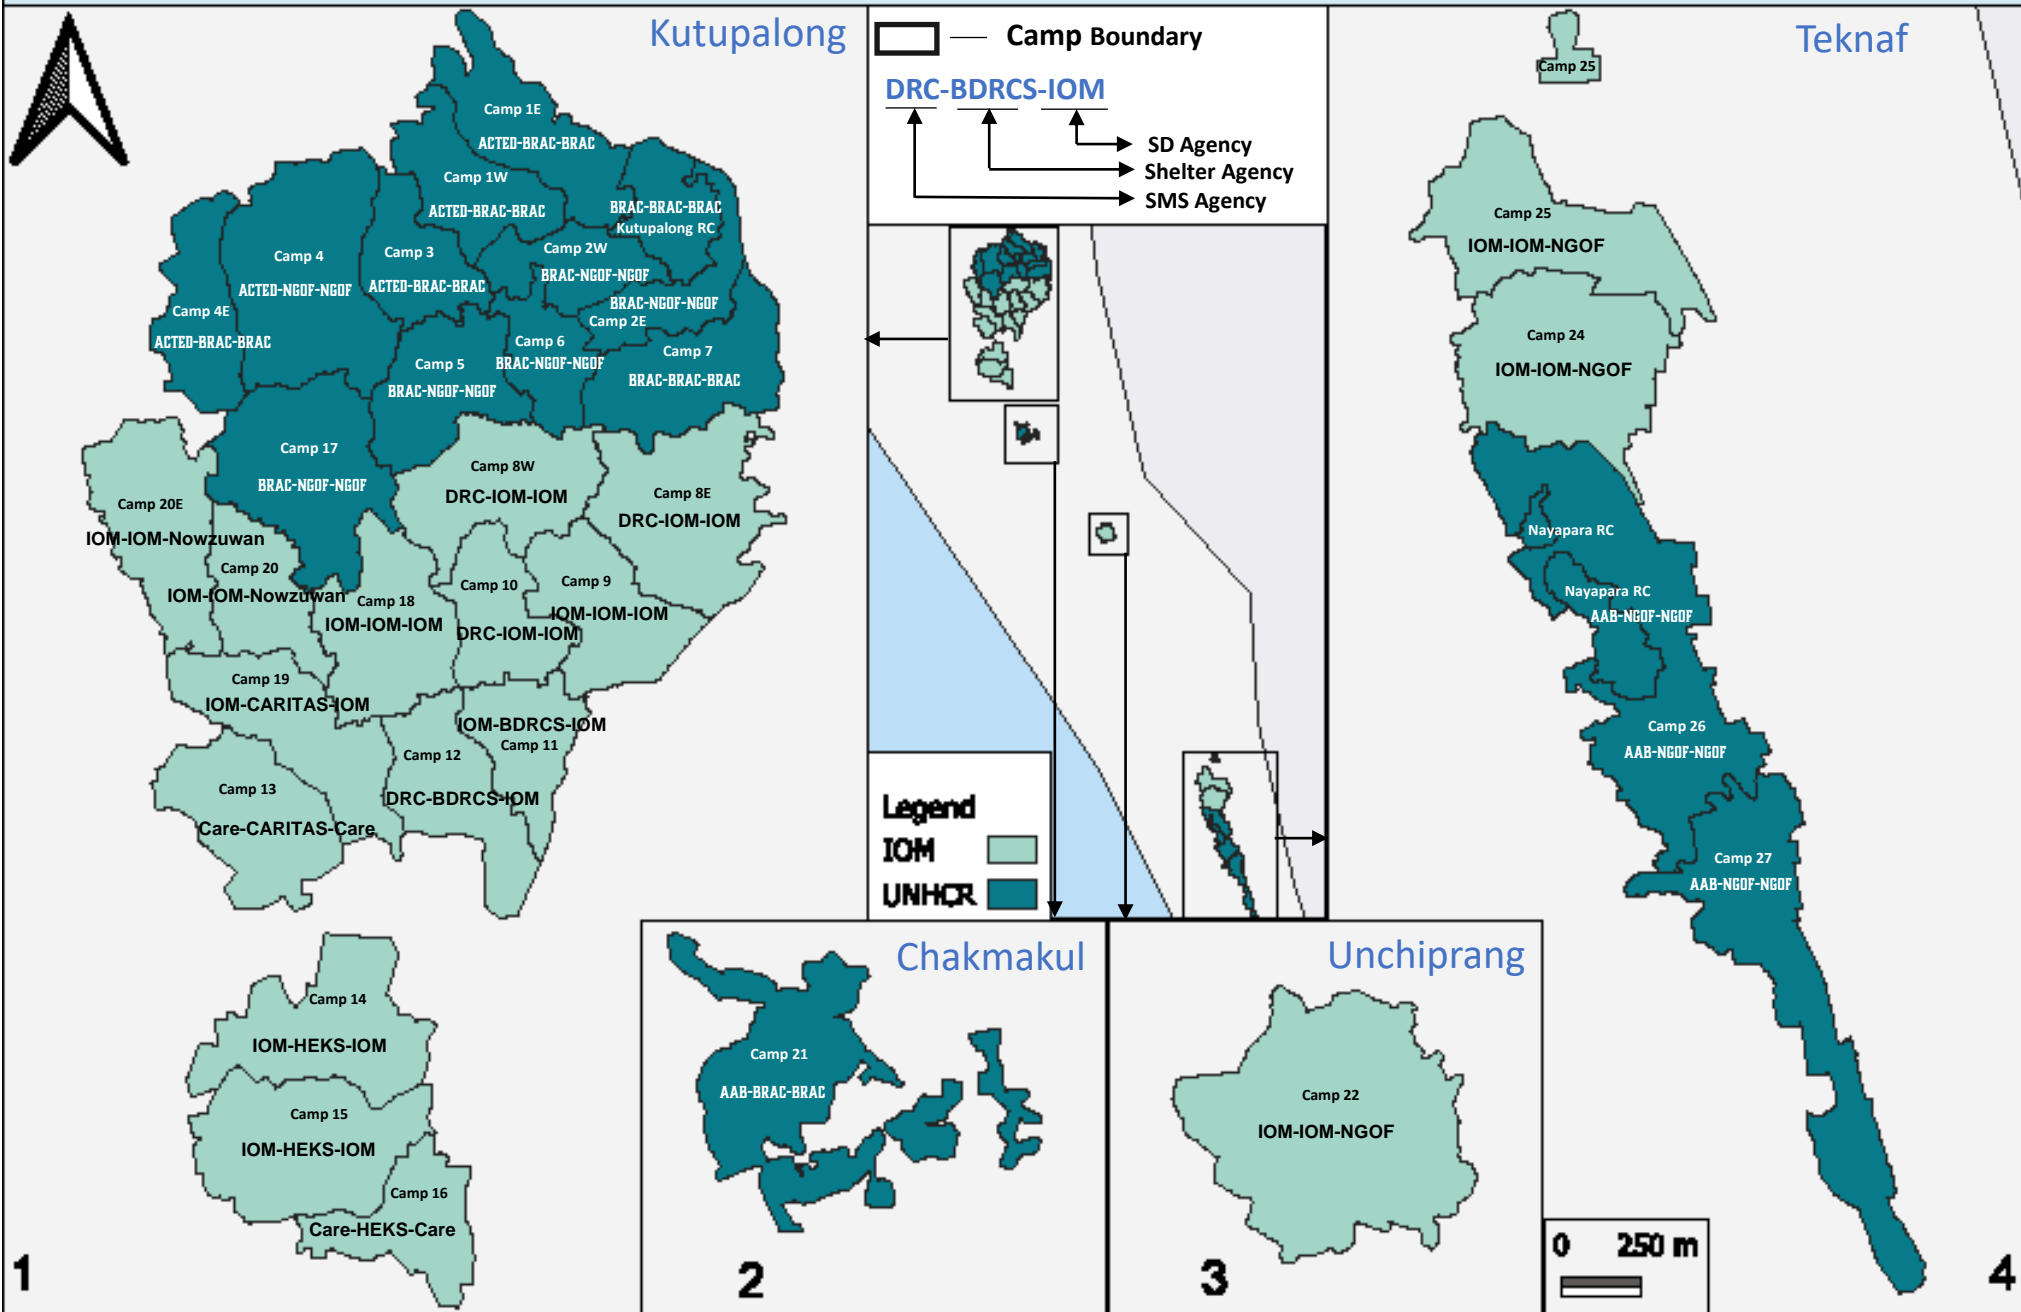 Kutupalong
Camp 1E
ACTED-BRAC-BRAC
Camp 1W
ACTED-BRAC-BRAC
BRAC-BRAC-BRAC
Kutupalong RC
Camp 4
ACTED-NGOF-NGOF
Camp 3
ACTED-BRAC-BRAC
Camp 2W
BRAC-NGOF-NGOF
BRAC-NGOF-NGOF
Camp 2E
Camp 4E
ACTED-BRAC-BRAC
Camp 5
BRAC-NGOF-NGOF
Camp 6
BRAC-NGOF-NGOF
Camp 7
BRAC-BRAC-BRAC
Camp 17
BRAC-NGOF-NGOF
Camp 8W
DRC-IOM-IOM
Camp 8E
DRC-IOM-IOM
Camp 20E
IOM-IOM-Nowzuwan
Camp 20
IOM-IOM-Nowzuwan
Camp 18
IOM-IOM-IOM
Camp 10
DRC-IOM-IOM
Camp 9
IOM-IOM-IOM
Camp 19
IOM-CARITAS-IOM
IOM-BDRCS-IOM
Camp 11
Camp 12
DRC-BDRCS-IOM
Camp 13
Care-CARITAS-Care
Camp 14
IOM-HEKS-IOM
Camp 15
IOM-HEKS-IOM
Camp 16
Care-HEKS-Care
1
Camp Boundary
DRC-BDRCS-IOM
SD Agency
Shelter Agency
SMS Agency
Legend
IOM
UNHCR
Chakmakul
Camp 21
AAB-BRAC-BRAC
2
Unchiprang
Camp 22
IOM-IOM-NGOF
3
Teknaf
Camp 25
Camp 25
IOM-IOM-NGOF
Camp 24
IOM-IOM-NGOF
Nayapara RC
Nayapara RC
AAB-NGOF-NGOF
Camp 26
AAB-NGOF-NGOF
Camp 27
AAB-NGOF-NGOF
0 250 m
4